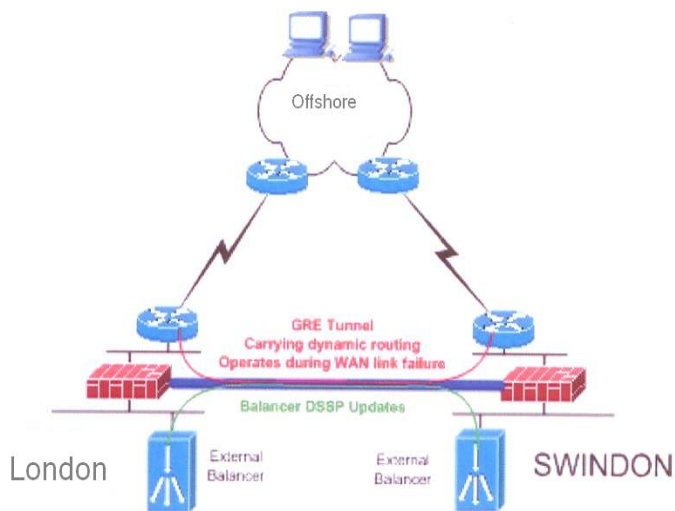 Offshore
GRE Tunnel
Carrying dynamic routing
Operates during WAN link failure
Balancer DSSP Updates
London
External
Balancer
External
Balancer
SWINDON